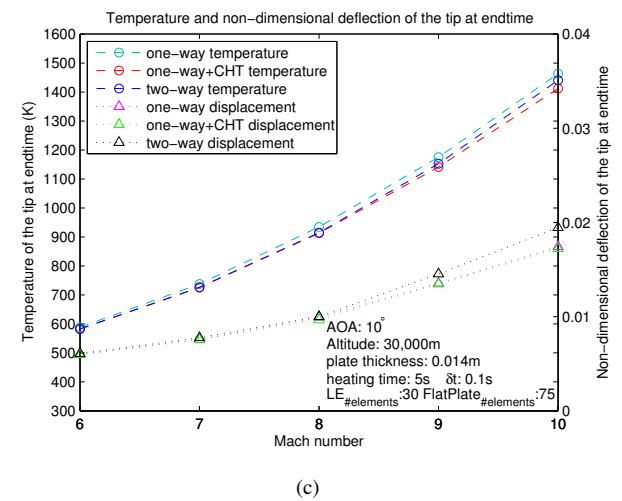 Temperature and non−dimensional deflection of the tip at endtime
1600
1500
1400
1300
1200
1100
1000
900
800
700
600
500
400
300
Temperature of the tip at endtime (K)
one−way temperature
one−way+CHT temperature
two−way temperature
one−way displacement
one−way+CHT displacement
two−way displacement
0.04
0.03
0.02
0.01
0
Non−dimensional deflection of the tip at endtime
AOA: 10°
Altitude: 30,000m
plate thickness: 0.014m
heating time: 5s δt: 0.1s
LE#elements:30 FlatPlate#elements:75
6 7 8 9 10
Mach number
(c)